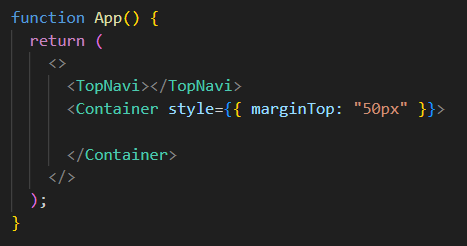 function App() {
  return (
    <>
      <TopNavi></TopNavi>
      <Container style={{ marginTop: "50px" }}>

      </Container>
    </>
  );
}